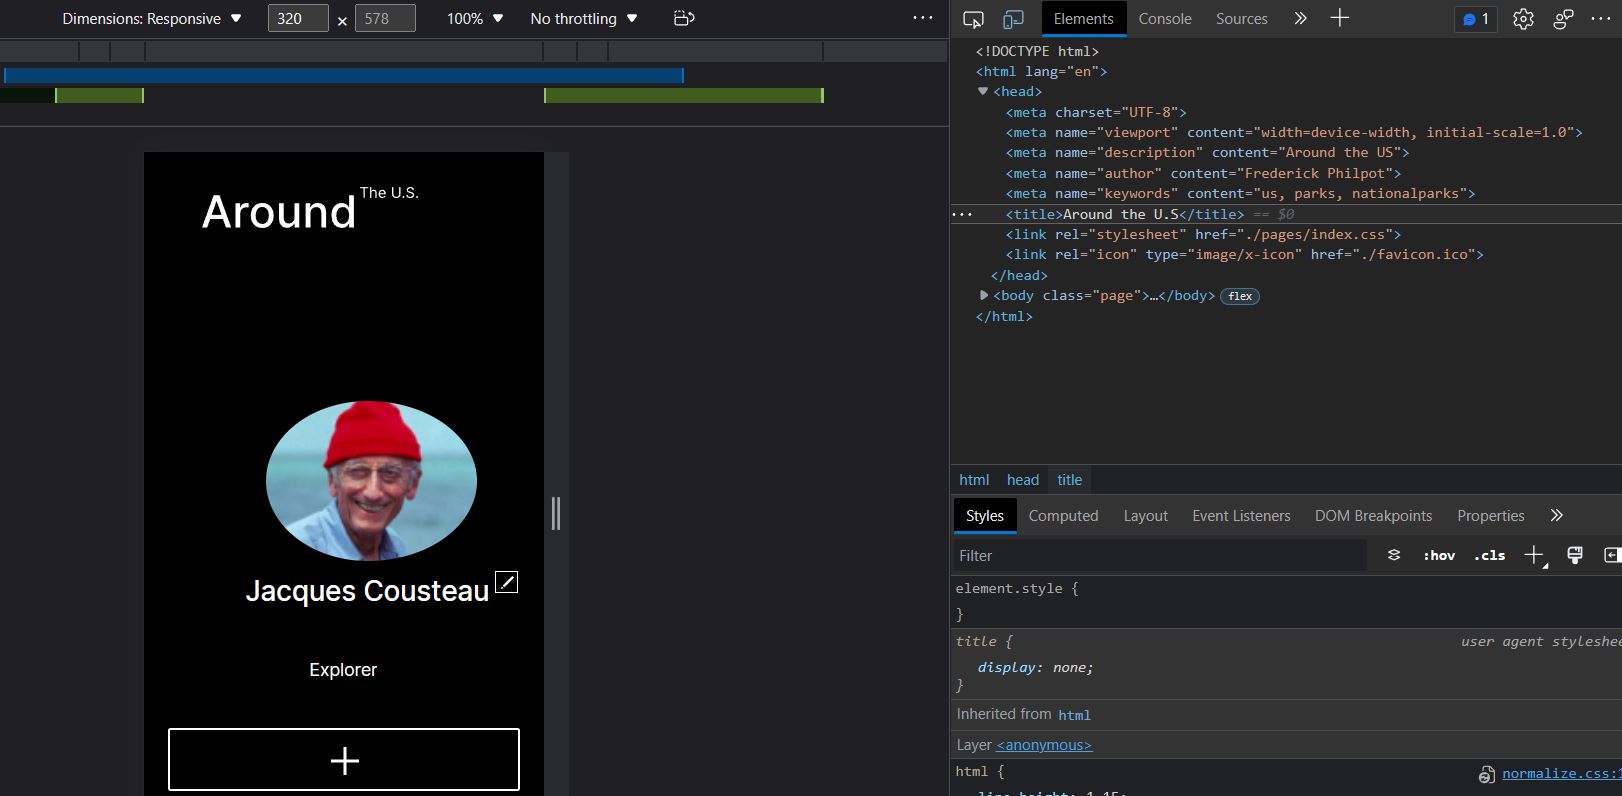 Dimensions: Responsive 320 × 578 100% No throttling ...
Elements Console Sources 1 ...
<!DOCTYPE html>
<html lang="en">
<head>
<meta charset="UTF-8">
<meta name="viewport" content="width=device-width, initial-scale=1.0">
<meta name="description" content="Around the US">
<meta name="author" content="Frederick Philpot">
<meta name="keywords" content="us, parks, nationalparks">
... <title>Around the U.S</title> == $0
<link rel="stylesheet" href="./pages/index.css">
<link rel="icon" type="image/x-icon" href="./favicon.ico">
</head>
<body class="page">…</body> flex
</html>
html head title
Styles Computed Layout Event Listeners DOM Breakpoints Properties
Filter :hov .cls
element.style {
}
title { user agent styleshee
display: none;
}
Inherited from html
Layer <anonymous>
html { normalize.css:1
line-height: 1.15;
Around The U.S.
Jacques Cousteau
Explorer